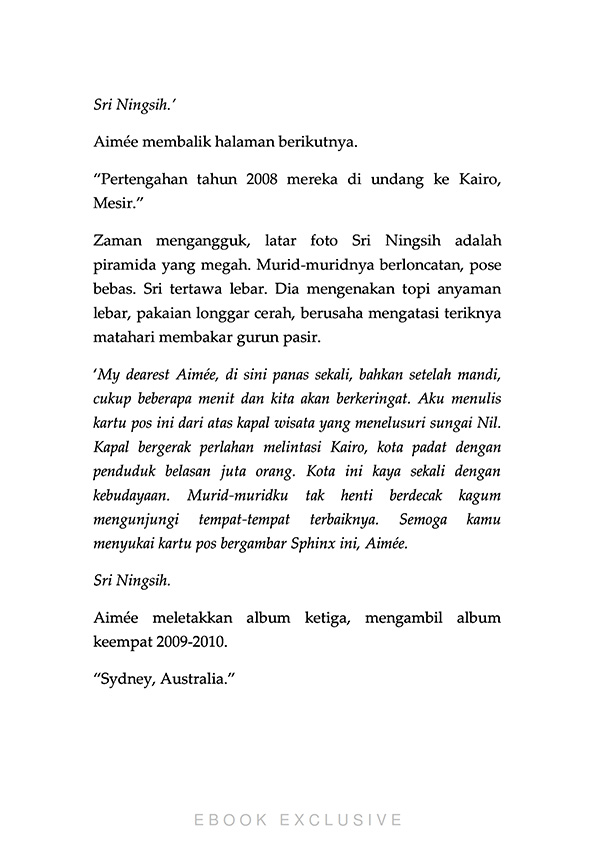 Sri Ningsih.’
Aimée membalik halaman berikutnya.
“Pertengahan tahun 2008 mereka di undang ke Kairo,
Mesir.”
Zaman mengangguk, latar foto Sri Ningsih adalah
piramida yang megah. Murid-muridnya berloncatan, pose
bebas. Sri tertawa lebar. Dia mengenakan topi anyaman
lebar, pakaian longgar cerah, berusaha mengatasi teriknya
matahari membakar gurun pasir.
‘My dearest Aimée, di sini panas sekali, bahkan setelah mandi,
cukup beberapa menit dan kita akan berkeringat. Aku menulis
kartu pos ini dari atas kapal wisata yang menelusuri sungai Nil.
Kapal bergerak perlahan melintasi Kairo, kota padat dengan
penduduk belasan juta orang. Kota ini kaya sekali dengan
kebudayaan. Murid-muridku tak henti berdecak kagum
mengunjungi tempat-tempat terbaiknya. Semoga kamu
menyukai kartu pos bergambar Sphinx ini, Aimée.
Sri Ningsih.
Aimée meletakkan album ketiga, mengambil album
keempat 2009-2010.
“Sydney, Australia.”
EBOOK EXCLUSIVE